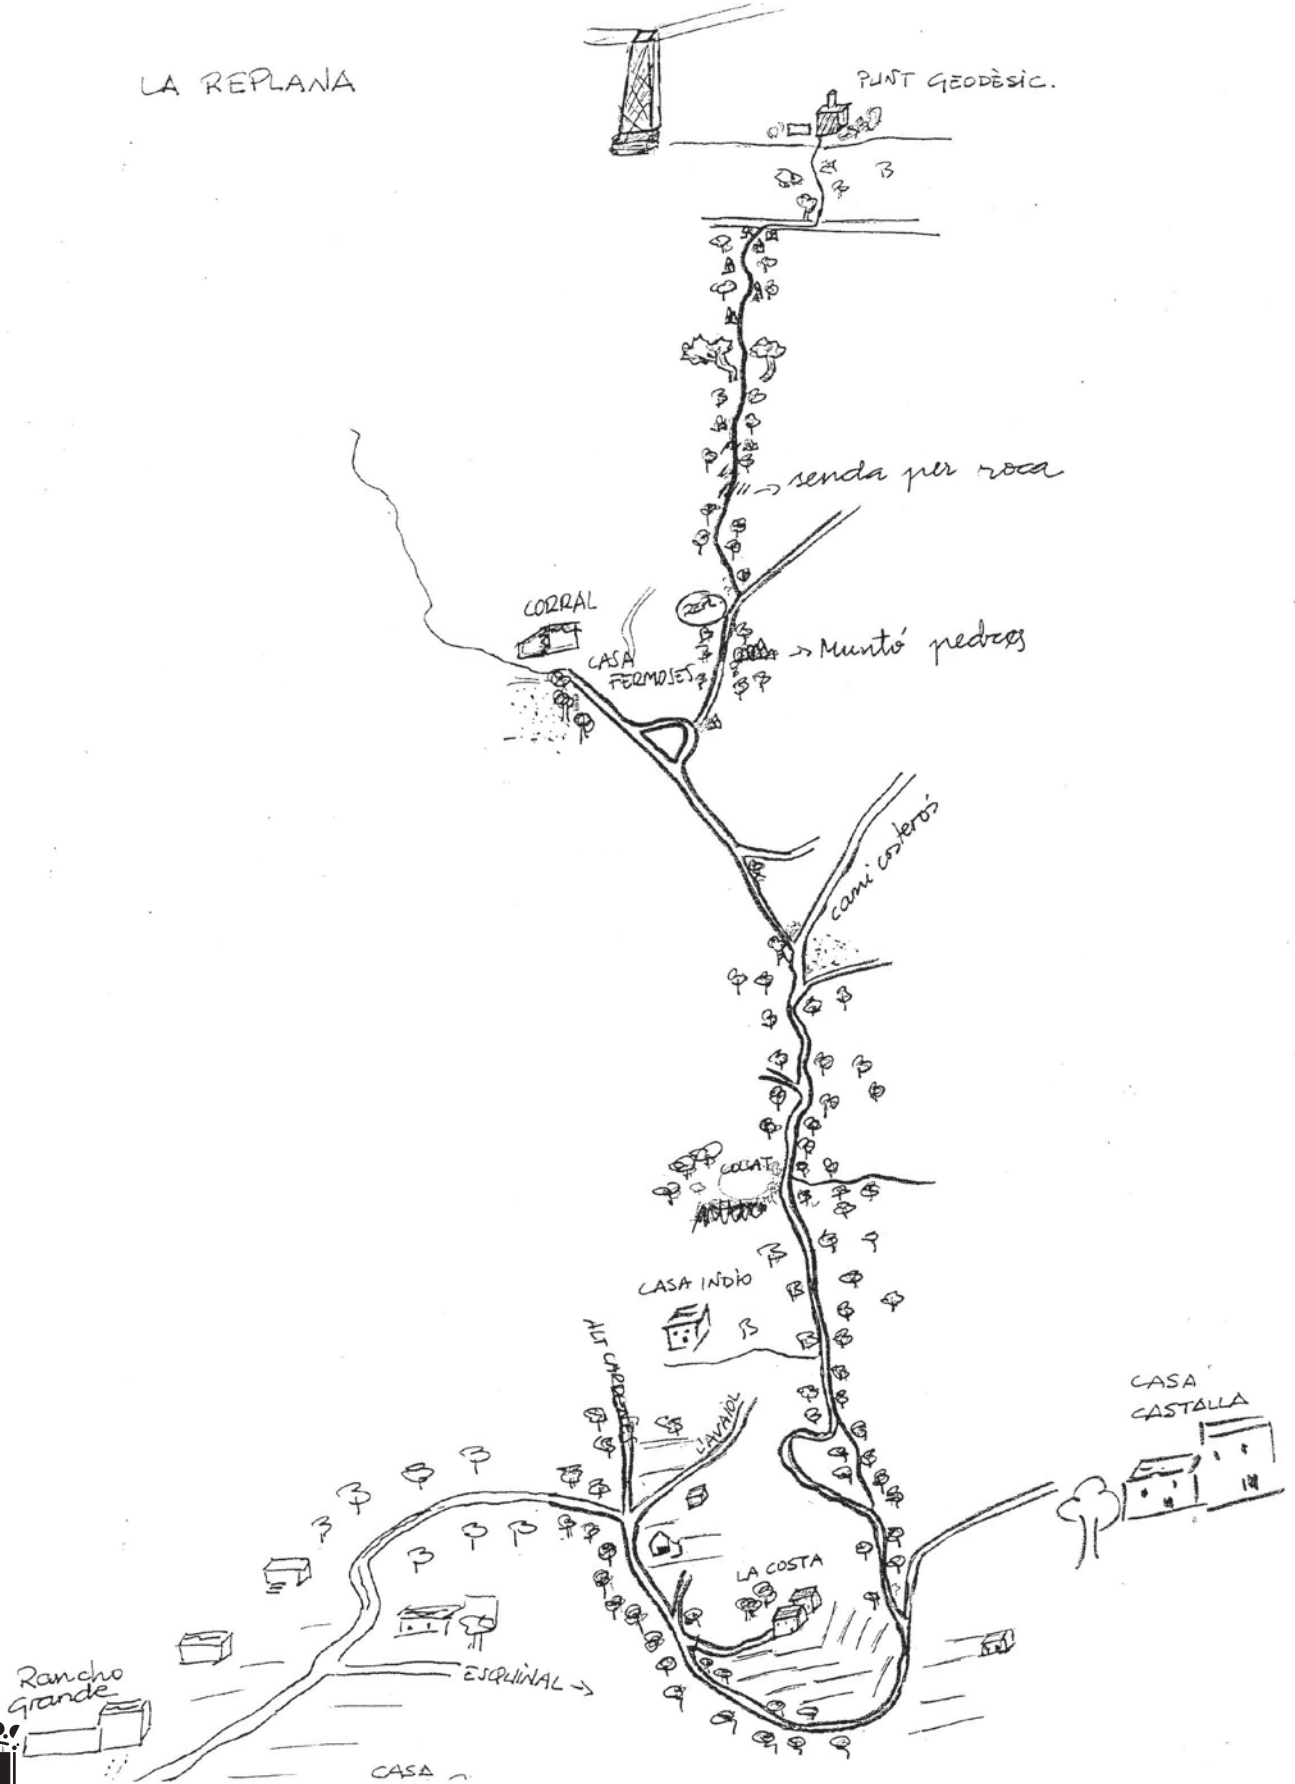 LA REPLANA
PUNT GEODÈSIC.
senda per roca
CORRAL
CASA
FERMOSES
Muntó pedres
camí costerós
COLLAT
CASA INDIO
ALT CARDENES
L'AVAIOL
CASA
CASTALLA
LA COSTA
ESQUINAL
Rancho
Grande
CASA